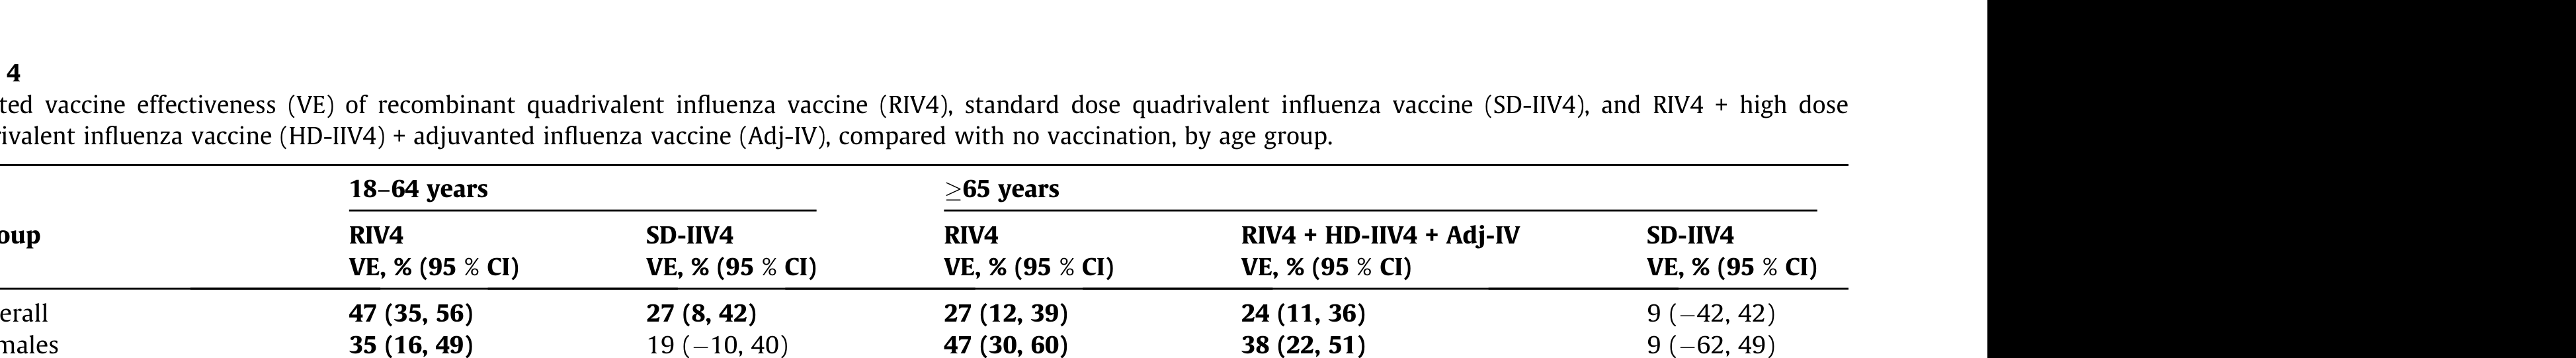 4
ted vaccine effectiveness (VE) of recombinant quadrivalent influenza vaccine (RIV4), standard dose quadrivalent influenza vaccine (SD-IIV4), and RIV4 + high dose
rivalent influenza vaccine (HD-IIV4) + adjuvanted influenza vaccine (Adj-IV), compared with no vaccination, by age group.
18–64 years ≥65 years
oup RIV4 SD-IIV4 RIV4 RIV4 + HD-IIV4 + Adj-IV SD-IIV4
VE, % (95 % CI) VE, % (95 % CI) VE, % (95 % CI) VE, % (95 % CI) VE, % (95 % CI)
erall 47 (35, 56) 27 (8, 42) 27 (12, 39) 24 (11, 36) 9 (−42, 42)
males 35 (16, 49) 19 (−10, 40) 47 (30, 60) 38 (22, 51) 9 (−62, 49)